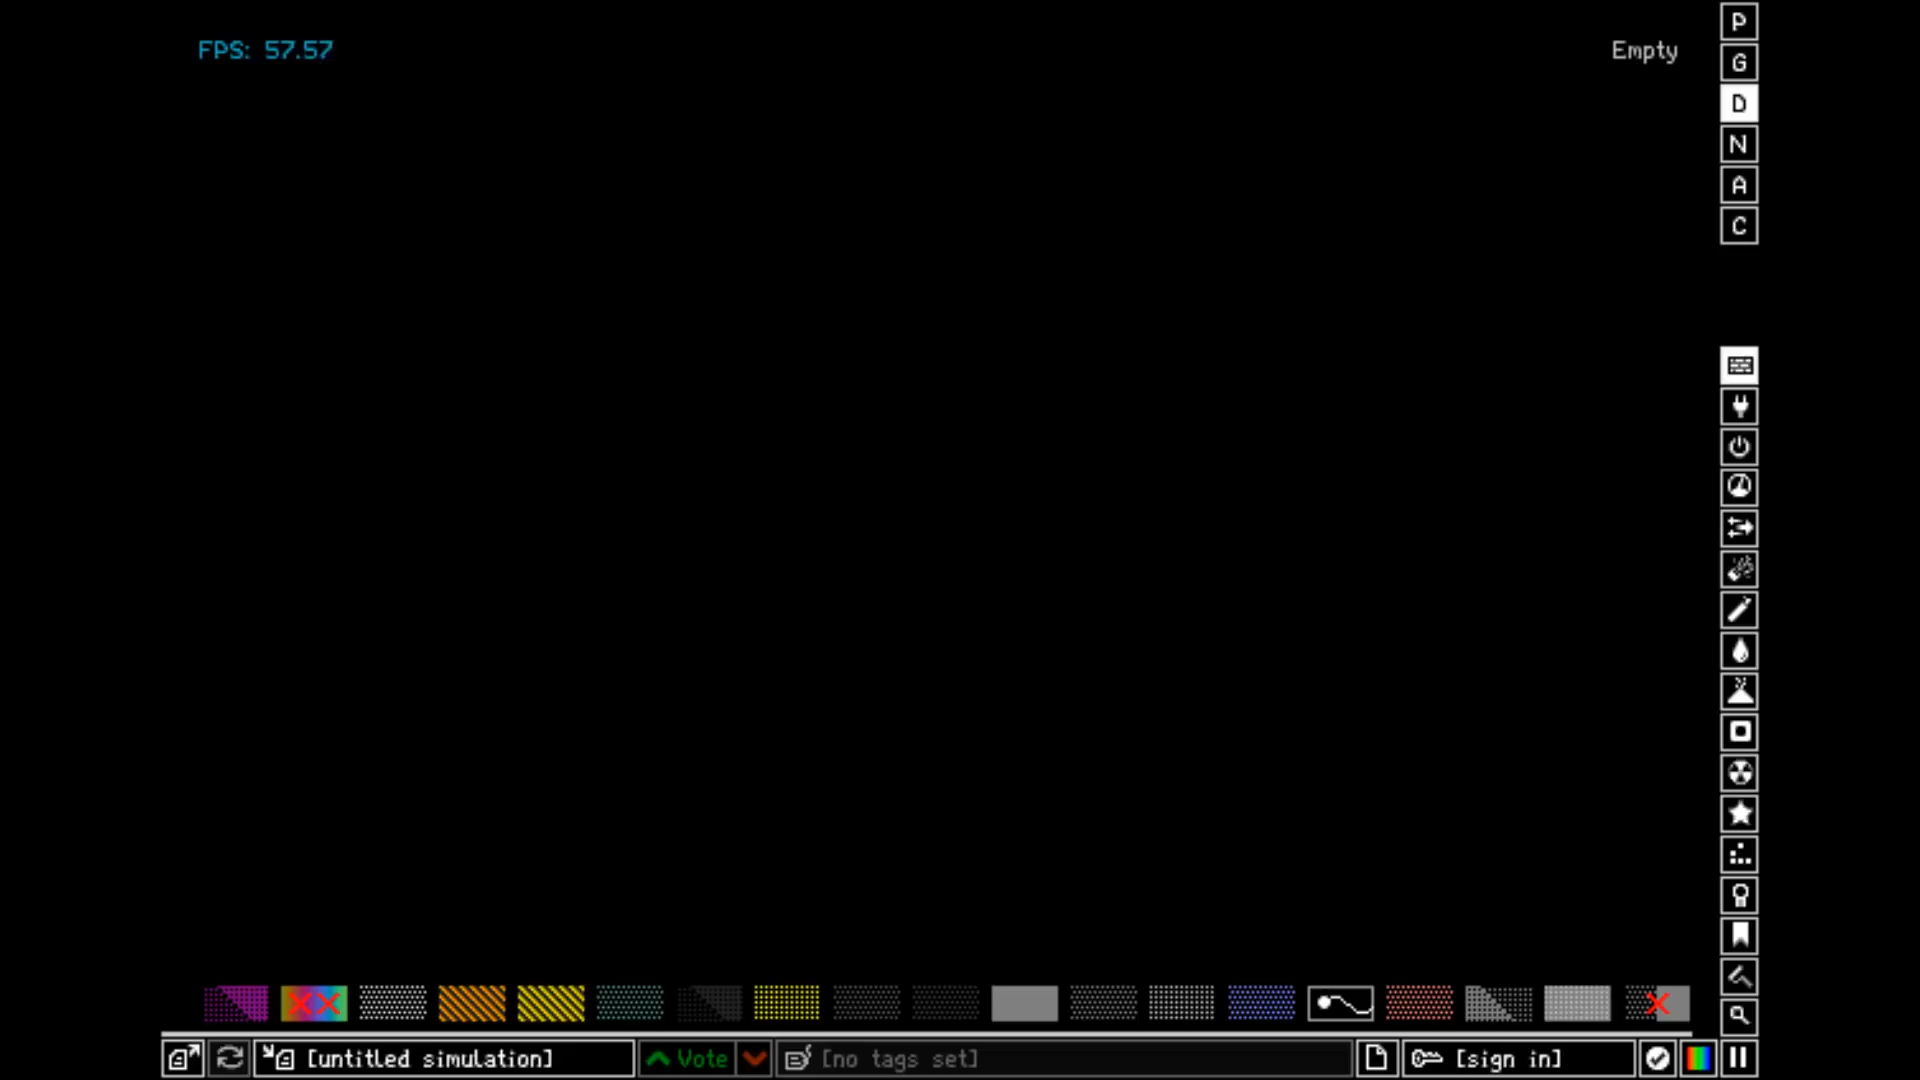 FPS: 57.57
Empty
P
G
D
N
A
C
[untitled simulation]
Vote
[no tags set]
[sign in]